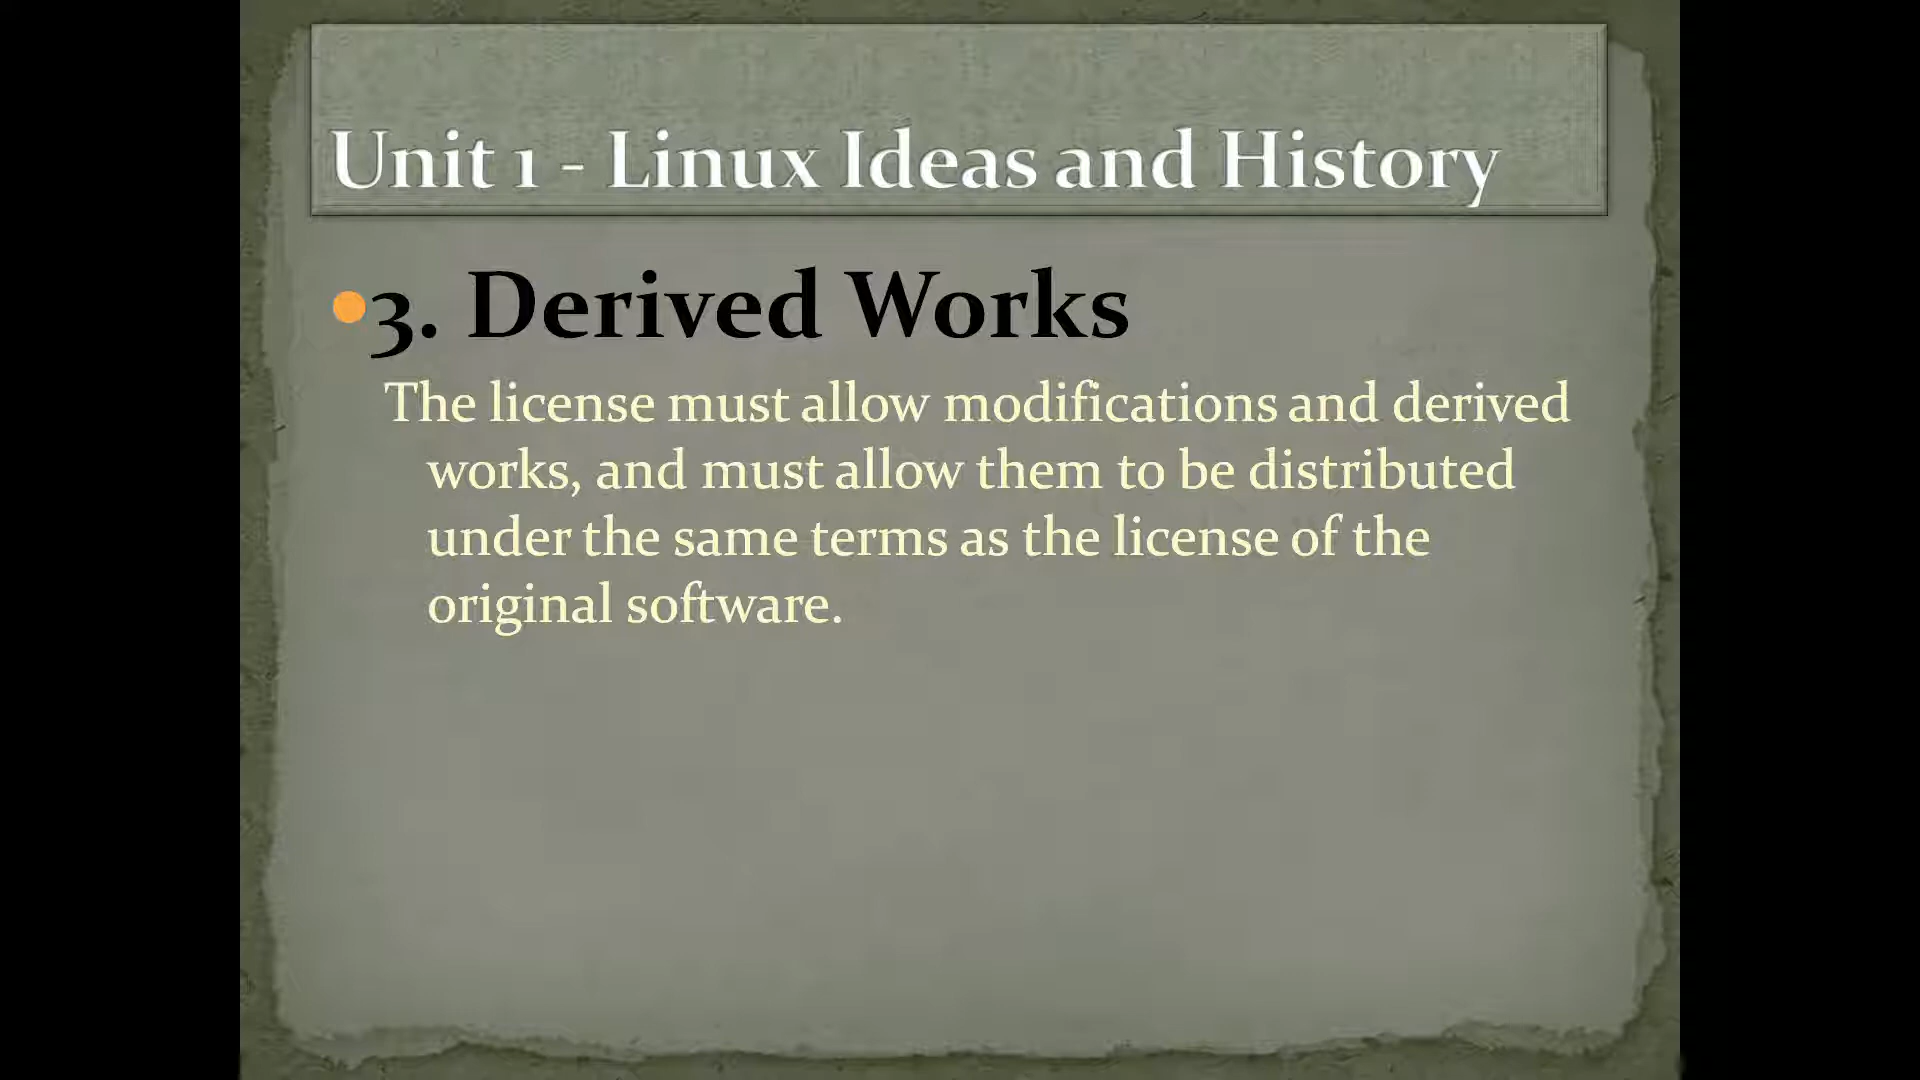 Unit 1 - Linux Ideas and History
3. Derived Works
The license must allow modifications and derived
works, and must allow them to be distributed
under the same terms as the license of the
original software.